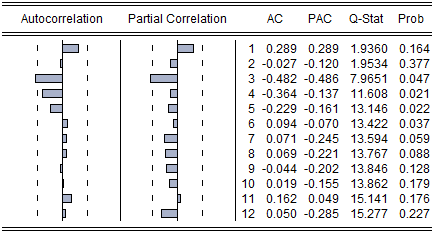 Autocorrelation Partial Correlation AC PAC Q-Stat Prob
1 0.289 0.289 1.9360 0.164
2 -0.027 -0.120 1.9534 0.377
3 -0.482 -0.486 7.9651 0.047
4 -0.364 -0.137 11.608 0.021
5 -0.229 -0.161 13.146 0.022
6 0.094 -0.070 13.422 0.037
7 0.071 -0.245 13.594 0.059
8 0.069 -0.221 13.767 0.088
9 -0.044 -0.202 13.846 0.128
10 0.019 -0.155 13.862 0.179
11 0.162 0.049 15.141 0.176
12 0.050 -0.285 15.277 0.227